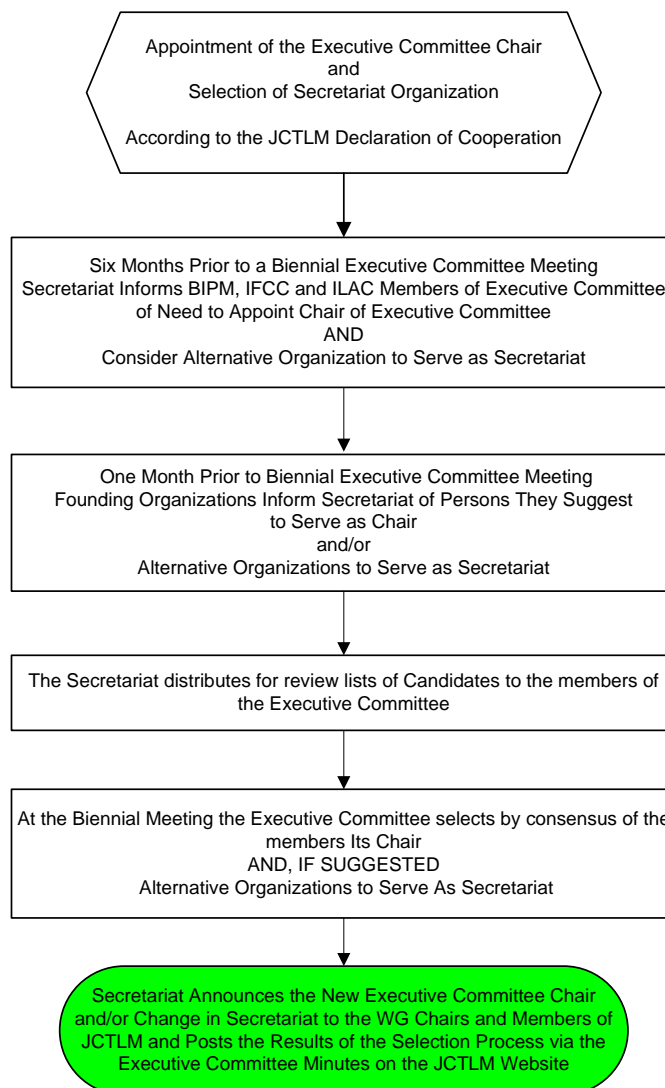 Appointment of the Executive Committee Chair
and
Selection of Secretariat Organization
According to the JCTLM Declaration of Cooperation
Six Months Prior to a Biennial Executive Committee Meeting
Secretariat Informs BIPM, IFCC and ILAC Members of Executive Committee
of Need to Appoint Chair of Executive Committee
AND
Consider Alternative Organization to Serve as Secretariat
One Month Prior to Biennial Executive Committee Meeting
Founding Organizations Inform Secretariat of Persons They Suggest
to Serve as Chair
and/or
Alternative Organizations to Serve as Secretariat
The Secretariat distributes for review lists of Candidates to the members of
the Executive Committee
At the Biennial Meeting the Executive Committee selects by consensus of the
members Its Chair
AND, IF SUGGESTED
Alternative Organizations to Serve As Secretariat
Secretariat Announces the New Executive Committee Chair
and/or Change in Secretariat to the WG Chairs and Members of
JCTLM and Posts the Results of the Selection Process via the
Executive Committee Minutes on the JCTLM Website